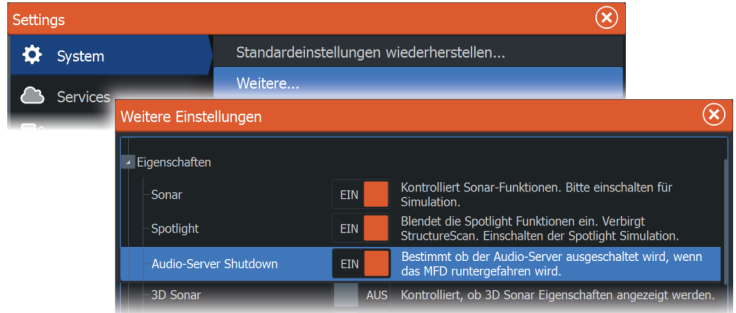 Settings
System
Standardeinstellungen wiederherstellen...
Weitere...
Services
Weitere Einstellungen
Eigenschaften
Sonar
EIN
Kontrolliert Sonar-Funktionen. Bitte einschalten für
Simulation.
Spotlight
EIN
Blendet die Spotlight Funktionen ein. Verbirgt
StructureScan. Einschalten der Spotlight Simulation.
Audio-Server Shutdown
EIN
Bestimmt ob der Audio-Server ausgeschaltet wird, wenn
das MFD runtergefahren wird.
3D Sonar
AUS
Kontrolliert, ob 3D Sonar Eigenschaften angezeigt werden.